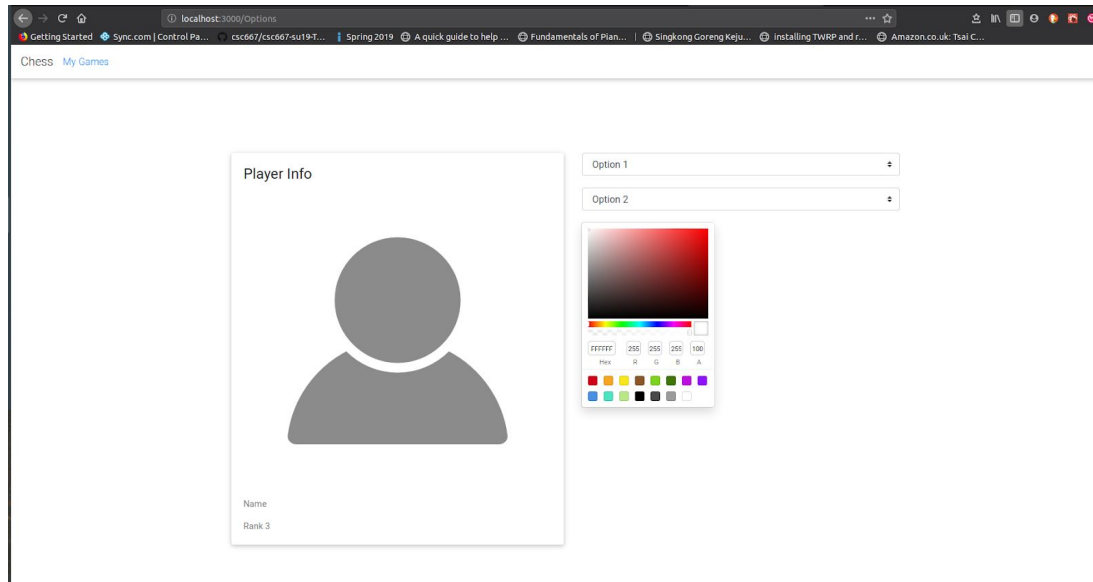 localhost:3000/Options
Getting Started Sync.com | Control Pa... csc667/csc667-su19-T... Spring 2019 A quick guide to help ... Fundamentals of Pian... Singkong Goreng Keju... installing TWRP and r... Amazon.co.uk: Tsai C...
Chess My Games
Player Info
Name
Rank 3
Option 1
Option 2
FFFFFF 255 255 255 100
Hex R G B A